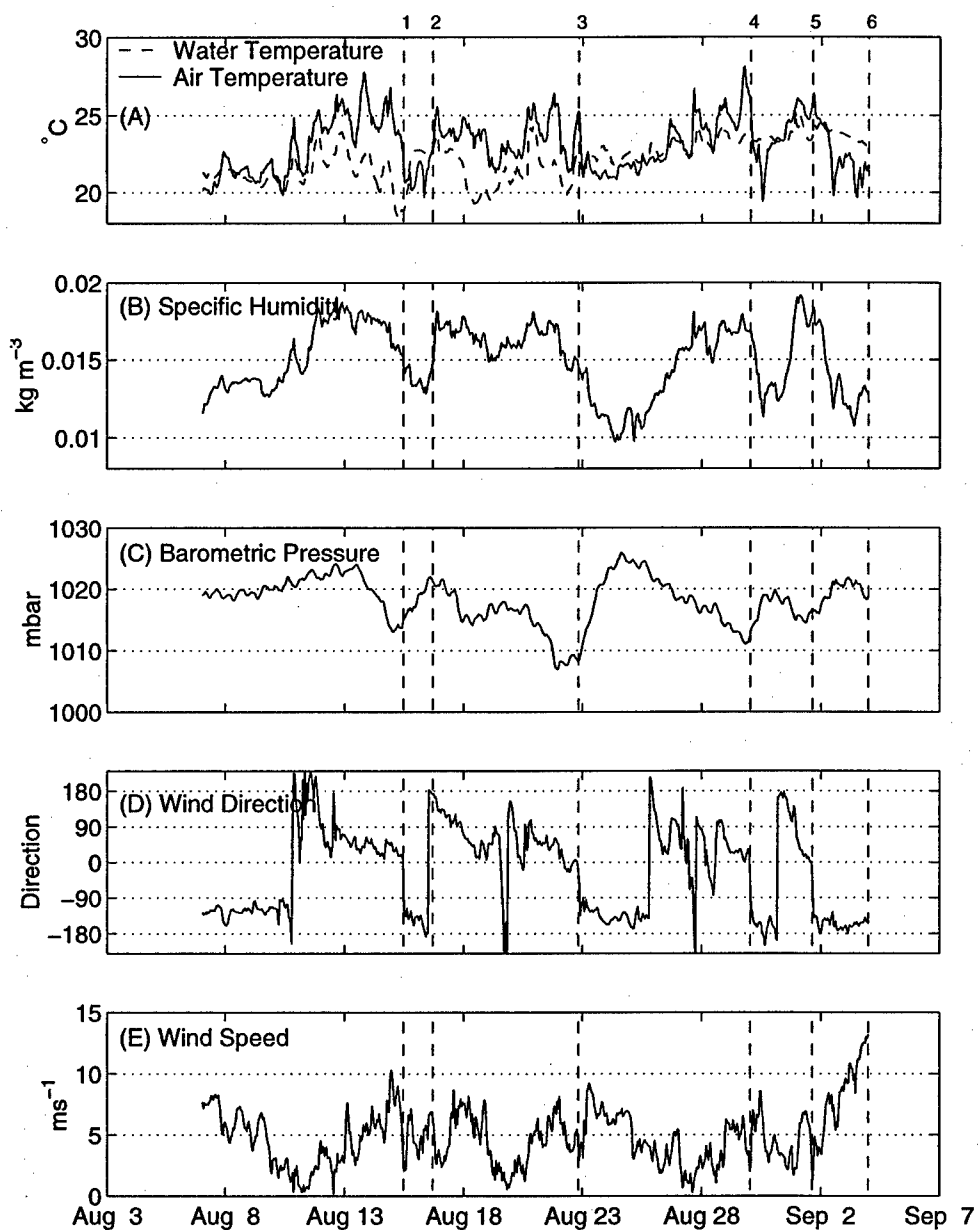 1 2 3 4 5 6
30
Water Temperature
Air Temperature
25
(A)
°C
20
0.02
(B) Specific Humidity
0.015
kg m⁻³
0.01
1030
(C) Barometric Pressure
1020
mbar
1010
1000
180
(D) Wind Direction
90
0
Direction
−90
−180
15
(E) Wind Speed
10
ms⁻¹
5
0
Aug 3 Aug 8 Aug 13 Aug 18 Aug 23 Aug 28 Sep 2 Sep 7